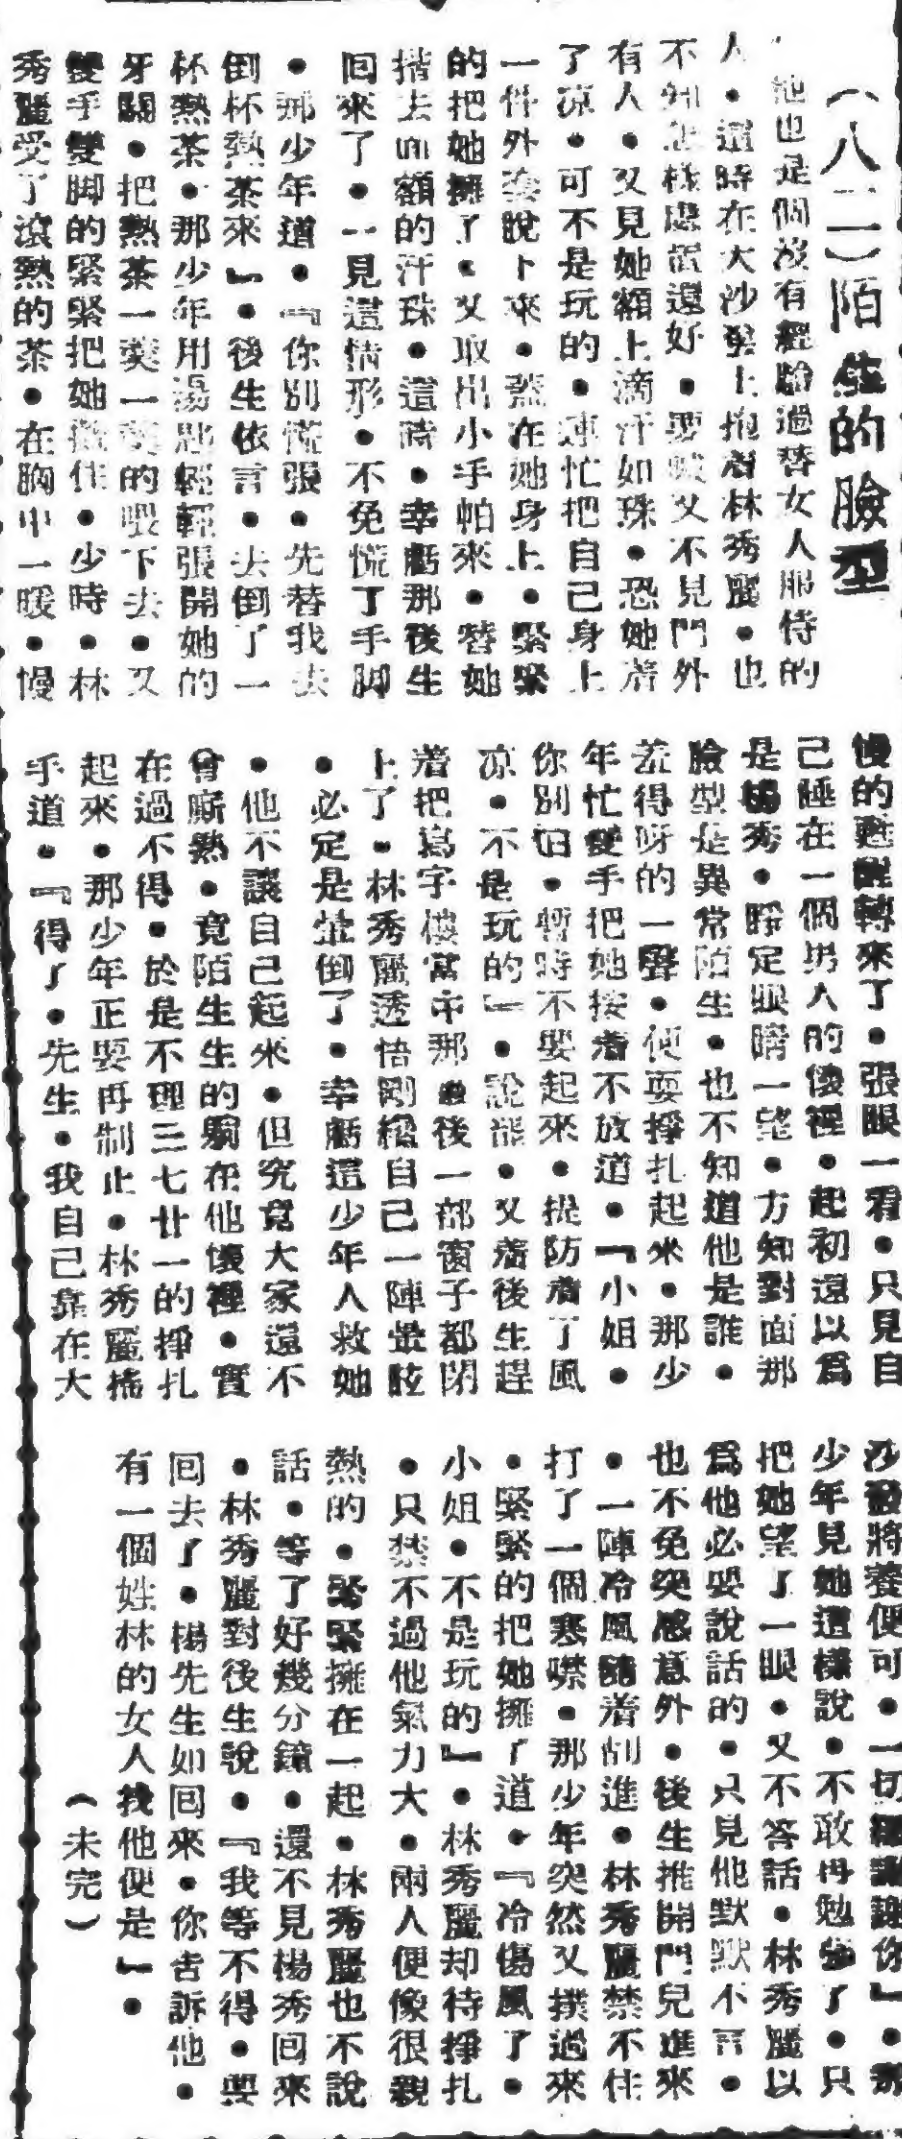 （八二）陌生的臉型
他也是個沒有經驗過替女人服侍的
人・這時在大沙發上抱着林秀麗・也
不知怎樣處置還好・要喊又不見門外
有人・又見她額上滴汗如珠・恐她着
了凉・可不是玩的・連忙把自己身上
一件外套脫下來・蓋在她身上・緊緊
的把她擁了・又取出小手帕來・替她
揩去面額的汗珠・這時・幸虧那後生
回來了・一見這情形・不免慌了手脚
・那少年道・『你別慌張・先替我去
倒杯熱茶來』・後生依言・去倒了一
杯熱茶・那少年用湯匙輕輕張開她的
牙關・把熱茶一羹一羹的喂下去・又
雙手雙脚的緊緊把她擁住・少時・林
秀麗受了滾熱的茶・在胸中一暖・慢
慢的甦醒轉來了・張眼一看・只見自
己睡在一個男人的懷裡・起初還以爲
是楊秀・睜定眼睛一望・方知對面那
臉型是異常陌生・也不知道他是誰・
羞得呀的一聲・便要掙扎起來・那少
年忙雙手把她按着不放道・『小姐・
你別怕・暫時不要起來・提防着了風
凉・不是玩的』・說罷・又着後生趕
着把寫字樓當中那後一部窗子都閉
上了・林秀麗透悟剛纔自己一陣暈眩
・必定是暈倒了・幸虧這少年人救她
・他不讓自己起來・但究竟大家還不
曾廝熱・竟陌生生的躺在他懷裡・實
在過不得・於是不理三七廿一的掙扎
起來・那少年正要再制止・林秀麗搖
手道・『得了・先生・我自己靠在大
沙發將養便可・一切謝你』・那
少年見她這樣說・不敢再勉强了・只
把她望了一眼・又不答話・林秀麗以
爲他必要說話的・只見他默默不言・
也不免突感意外・後生推開門兒進來
・一陣冷風隨着刮進・林秀麗禁不住
打了一個寒噤・那少年突然又撲過來
・緊緊的把她擁了道・『冷傷風了・
小姐・不是玩的』・林秀麗却待掙扎
・只禁不過他氣力大・兩人便像很親
熱的・緊緊擁在一起・林秀麗也不說
話・等了好幾分鐘・還不見楊秀回來
・林秀麗對後生說・『我等不得・要
回去了・楊先生如回來・你告訴他・
有一個姓林的女人找他便是』・
（未完）